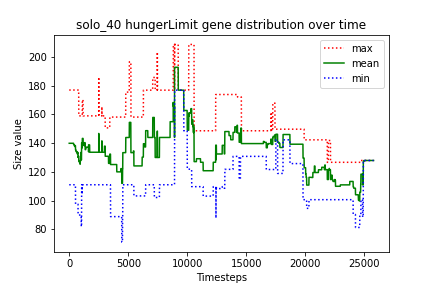 solo_40 hungerLimit gene distribution over time
max
mean
min
Size value
200
180
160
140
120
100
80
0
5000
10000
15000
20000
25000
Timesteps